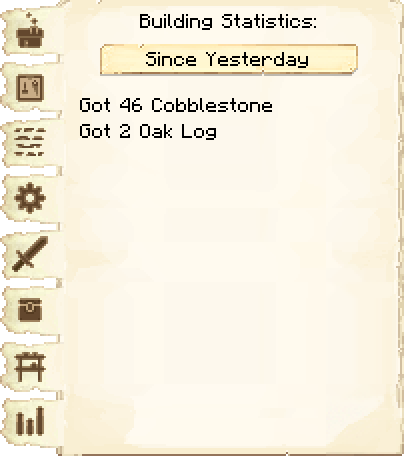 Building Statistics:
Since Yesterday
Got 46 Cobblestone
Got 2 Oak Log